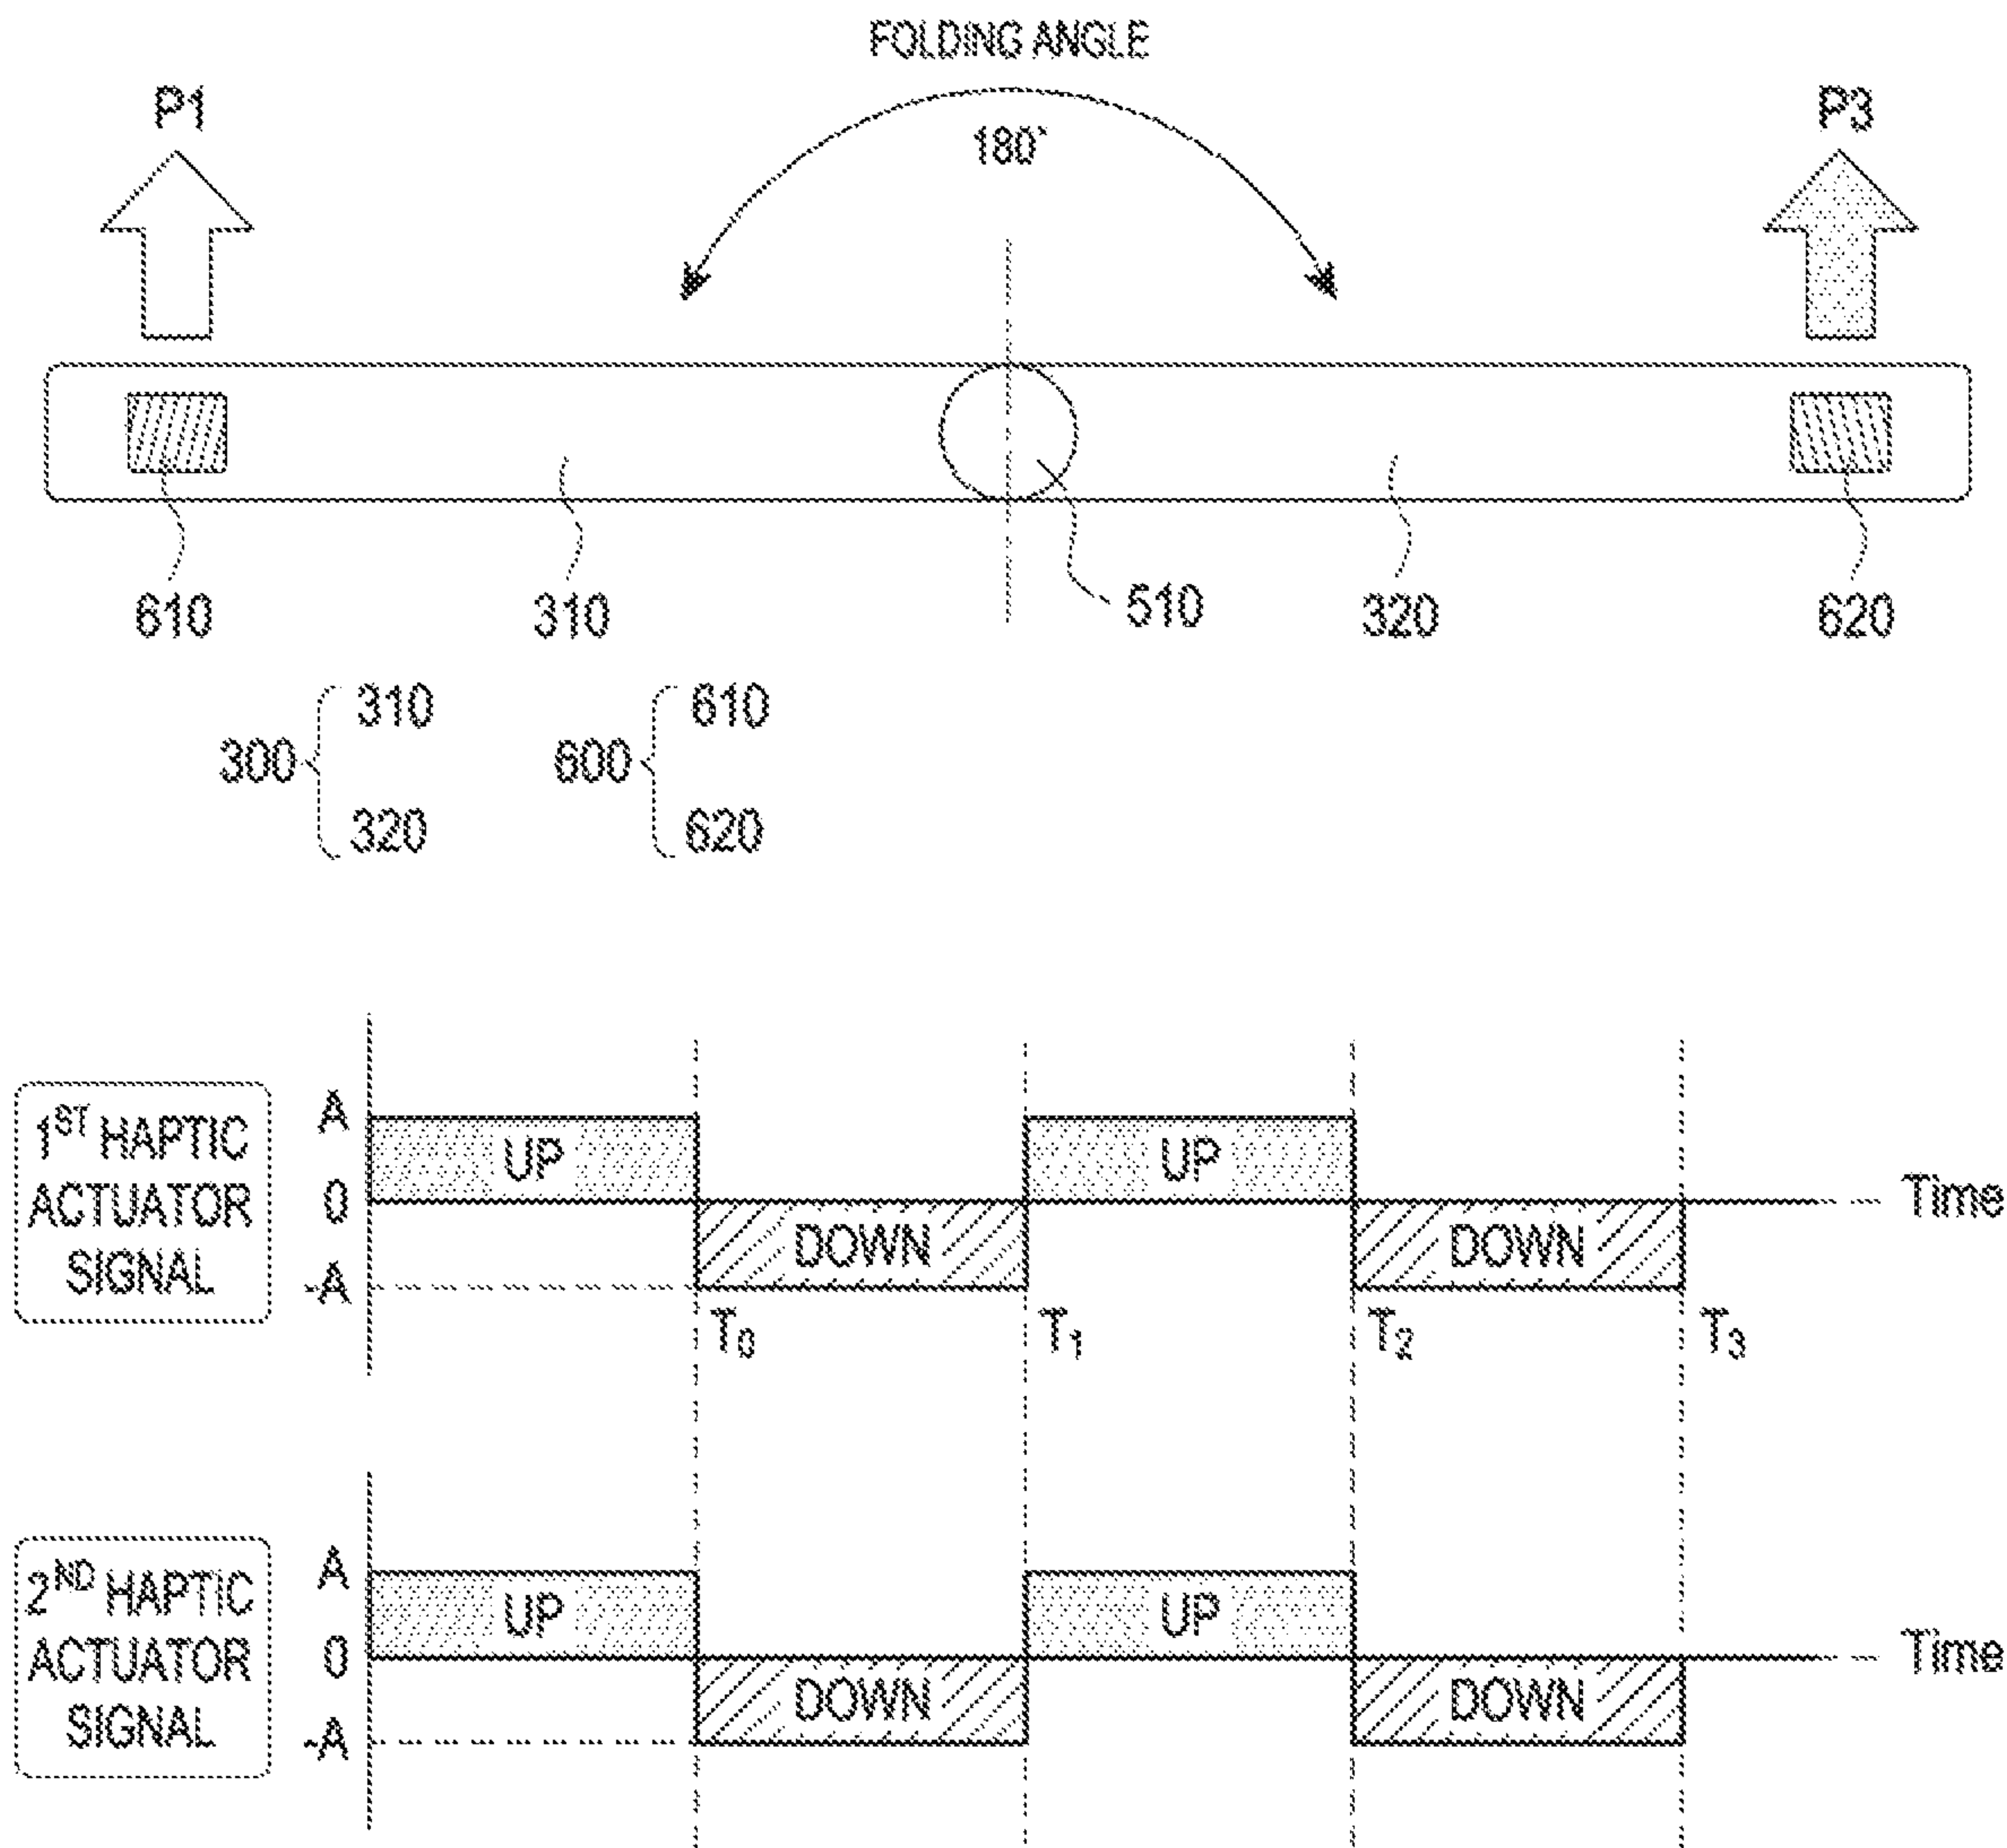 FOLDING ANGLE
180°
P1
P3
610
310
510
320
620
300
310
320
600
610
620
1ST HAPTIC
ACTUATOR
SIGNAL
A
0
-A
UP
DOWN
UP
DOWN
Time
T0
T1
T2
T3
2ND HAPTIC
ACTUATOR
SIGNAL
A
0
-A
UP
DOWN
UP
DOWN
Time